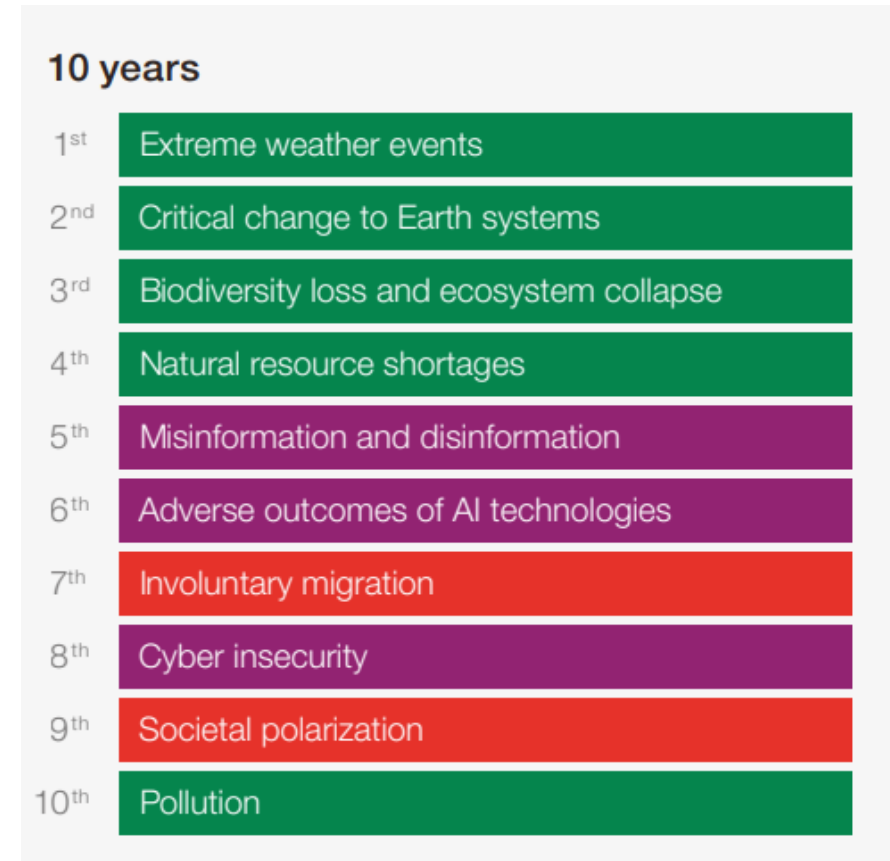 10 years
1st Extreme weather events
2nd Critical change to Earth systems
3rd Biodiversity loss and ecosystem collapse
4th Natural resource shortages
5th Misinformation and disinformation
6th Adverse outcomes of AI technologies
7th Involuntary migration
8th Cyber insecurity
9th Societal polarization
10th Pollution